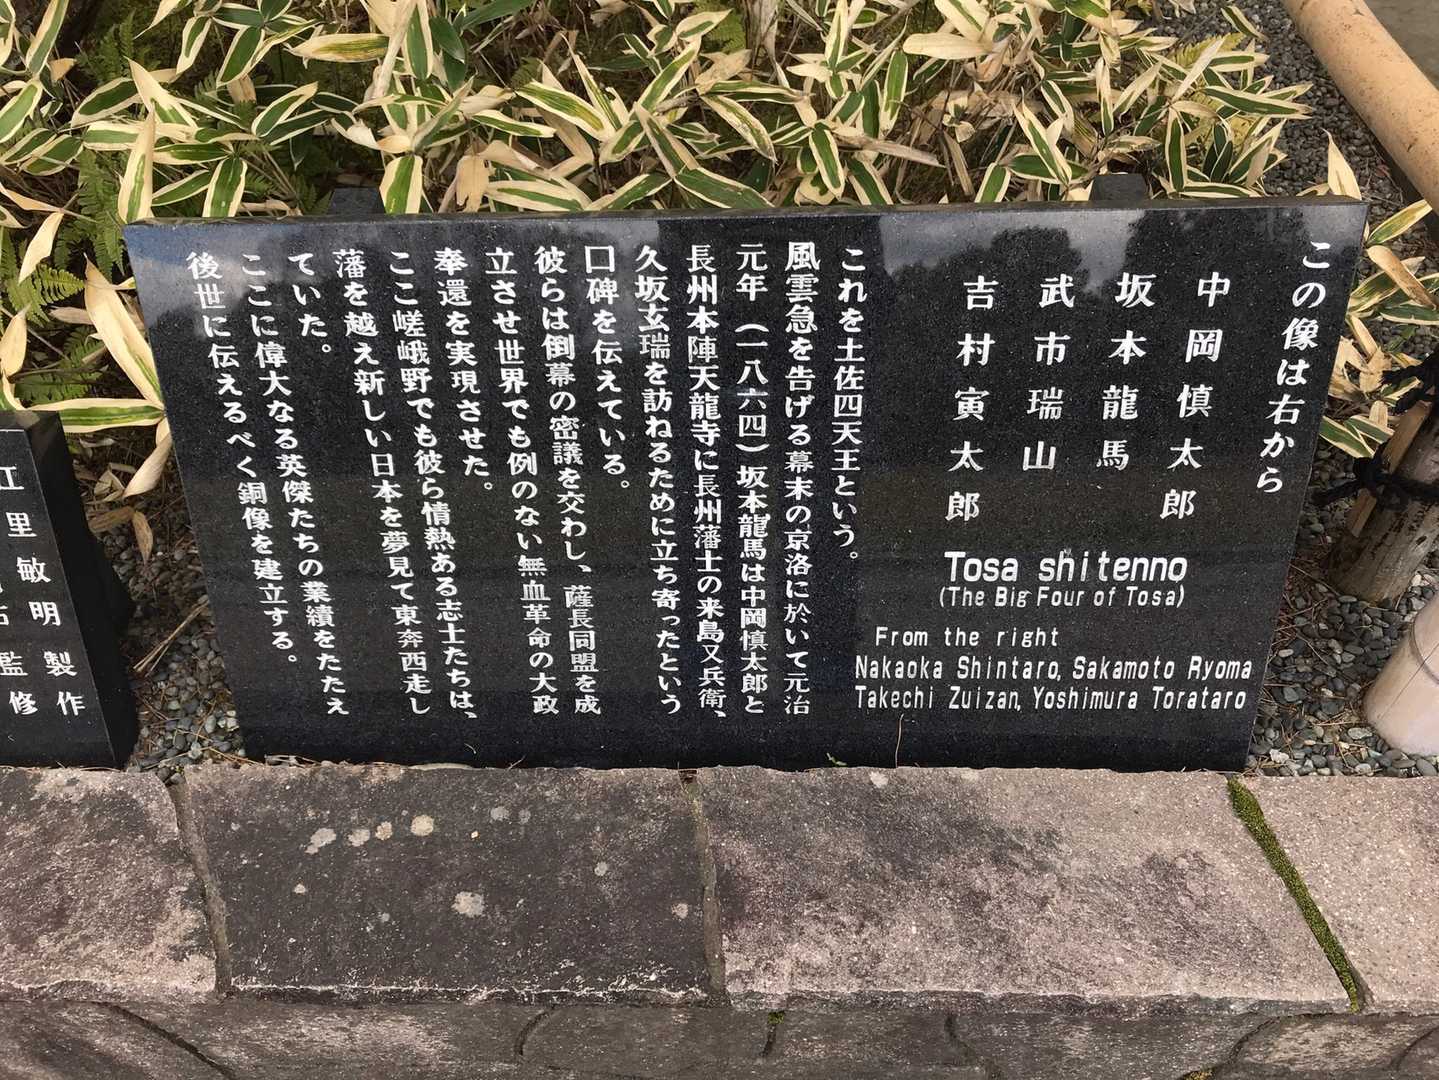 この像は右から
中岡慎太郎
坂本龍馬
武市瑞山
吉村寅太郎
Tosa shitenno
(The Big Four of Tosa)
From the right
Nakaoka Shintaro, Sakamoto Ryoma
Takechi Zuizan, Yoshimura Torataro
これを土佐四天王という。
風雲急を告げる幕末の京洛に於いて元治
元年（一八六四）坂本龍馬は中岡慎太郎と
長州本陣天龍寺に長州藩士の来島又兵衛、
久坂玄瑞を訪ねるために立ち寄ったという
口碑を伝えている。
彼らは倒幕の密議を交わし、薩長同盟を成
立させ世界でも例のない無血革命の大政
奉還を実現させた。
ここ嵯峨野でも彼ら情熱ある志士たちは、
藩を越え新しい日本を夢見て東奔西走し
ていた。
ここに偉大なる英傑たちの業績をたたえ
後世に伝えるべく銅像を建立する。
製作
江里敏明
監修